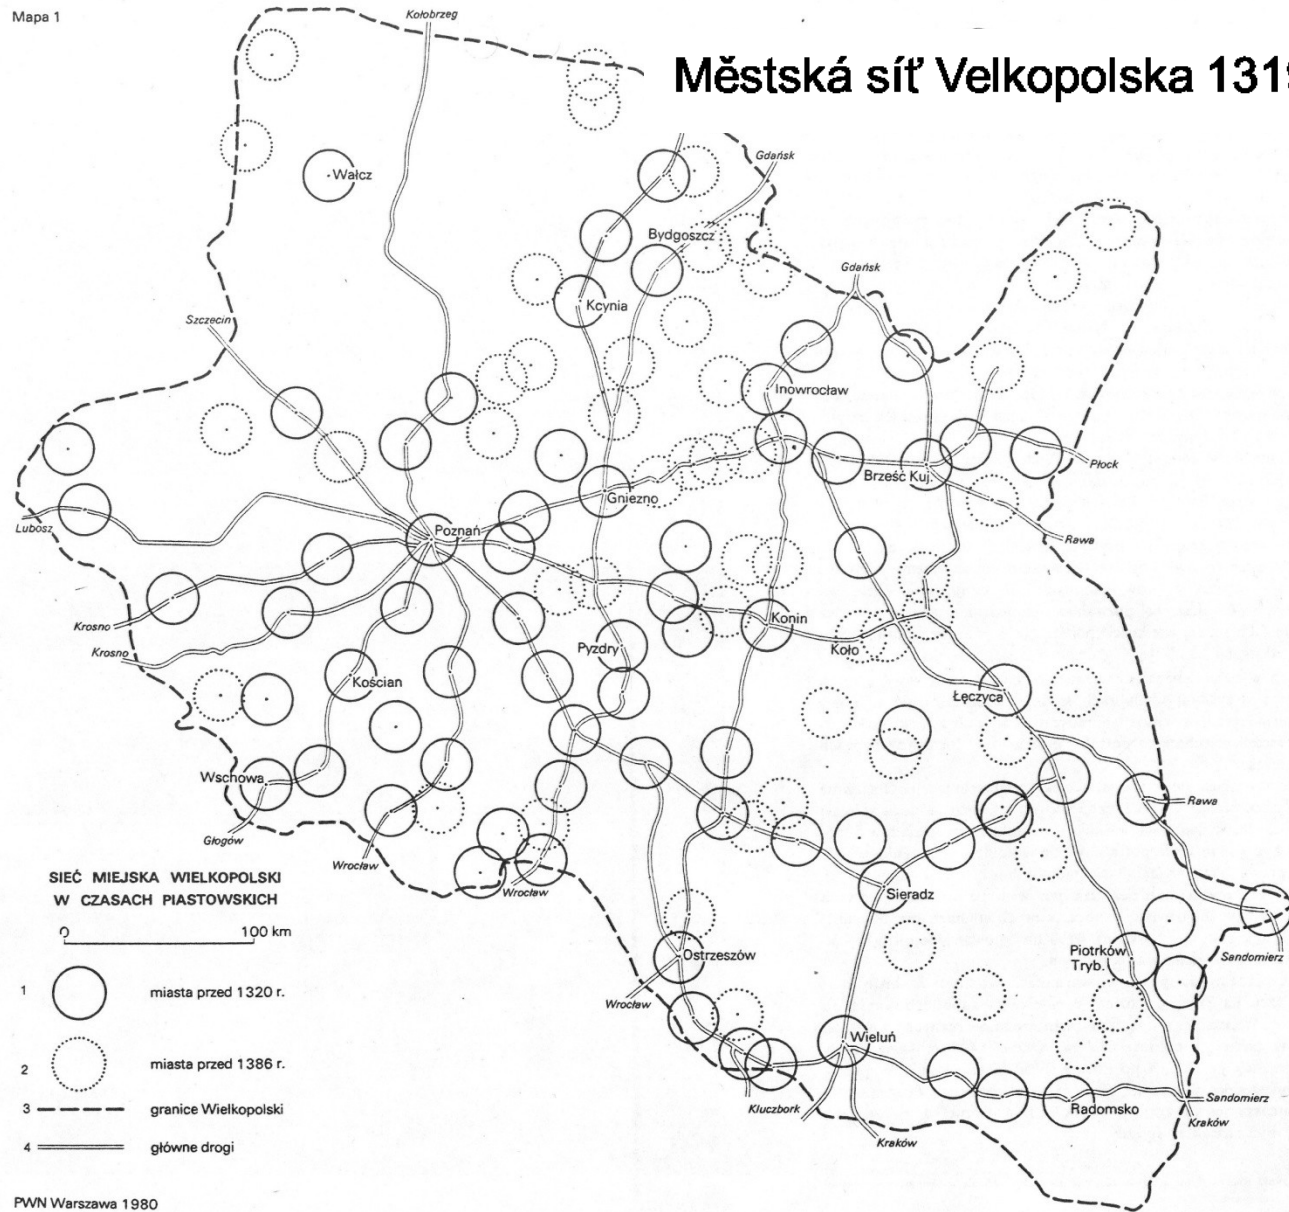 Mapa 1
Kołobrzeg
Městská síť Velkopolska 1319
Gdańsk
Wałcz
Bydgoszcz
Gdańsk
Kcynia
Szczecin
Inowrocław
Płock
Brześć Kuj.
Gniezno
Lubosz
Poznań
Rawa
Krosno
Konin
Pyzdry
Koło
Krosno
Kościan
Łęczyca
Wschowa
Rawa
Głogów
Wrocław
Wrocław
SIEĆ MIEJSKA WIELKOPOLSKI
W CZASACH PIASTOWSKICH
Sieradz
0 100 km
Ostrzeszów
Piotrków
Tryb.
Sandomierz
1 miasta przed 1320 r.
Wrocław
Wieluń
2 miasta przed 1386 r.
3 granice Wielkopolski
Kluczbork
Radomsko
Sandomierz
Kraków
4 główne drogi
Kraków
PWN Warszawa 1980